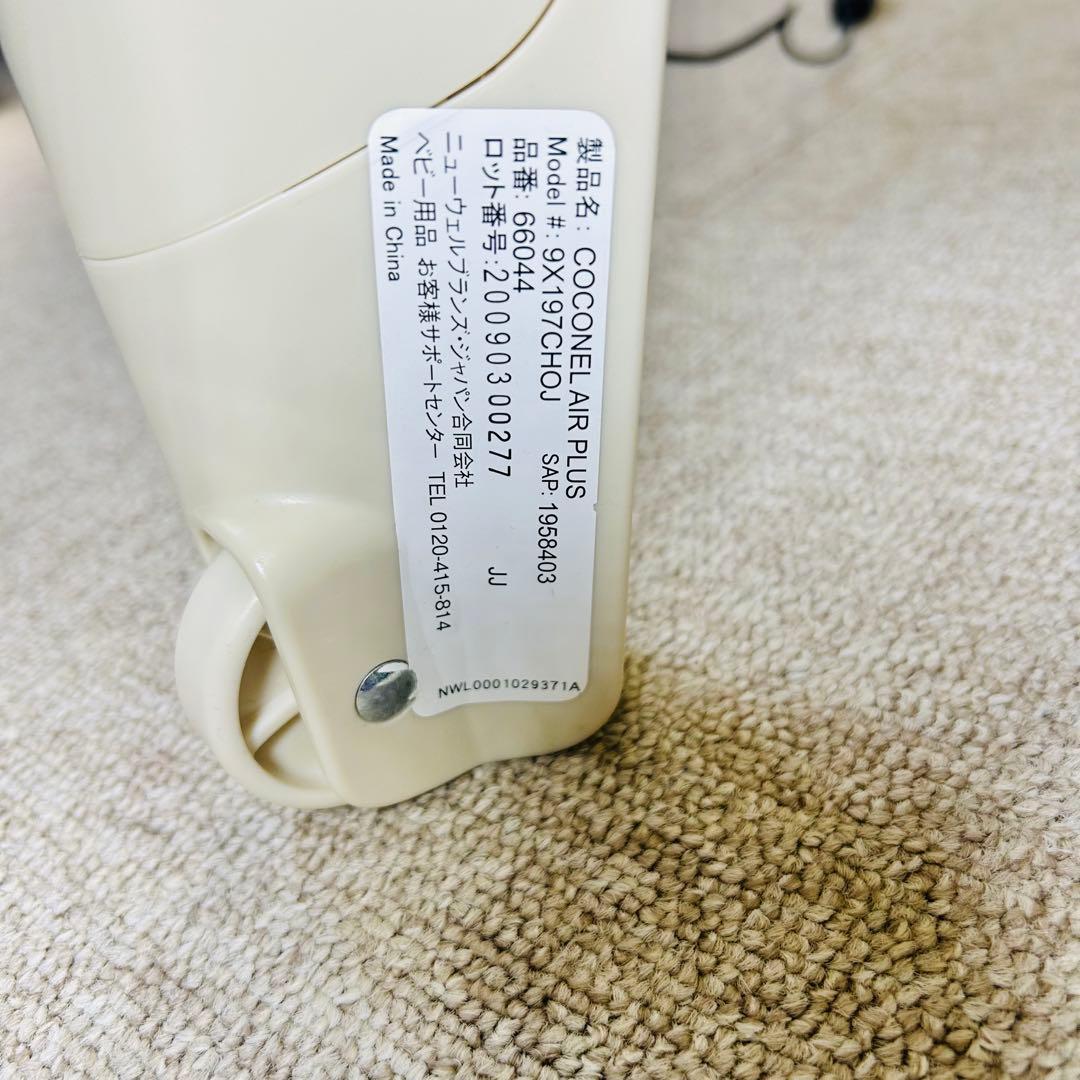 製品名: COCONEL AIR PLUS
Model #: 9X197CHOJ SAP: 1958403
品番: 66044
ロット番号:200903 00277 JJ
ニューウェルブランズ・ジャパン合同会社
ベビー用品 お客様サポートセンター TEL 0120-415-814
Made in China
NWL0001029371A